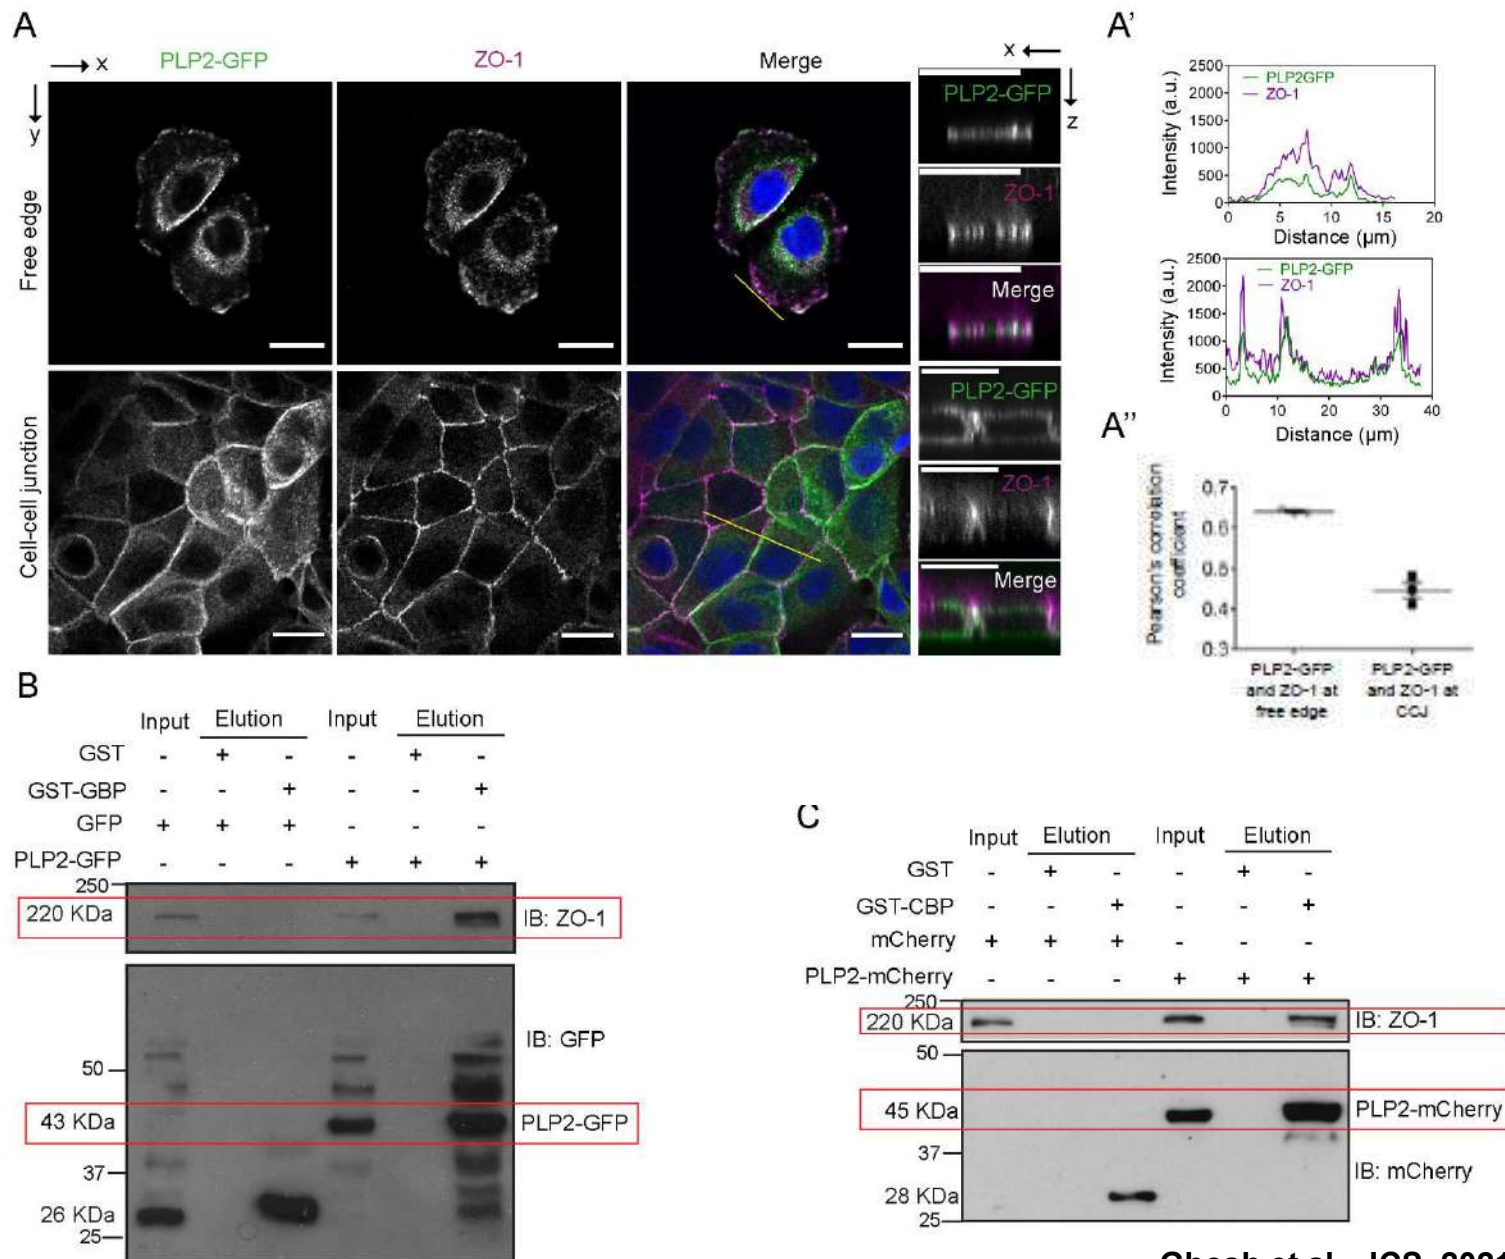 A
x
PLP2-GFP
ZO-1
Merge
x
y
z
Free edge
Cell-cell junction
PLP2-GFP
ZO-1
Merge
PLP2-GFP
ZO-1
Merge
A'
Intensity (a.u.)
2500
2000
1500
1000
500
0
PLP2GFP
ZO-1
0 5 10 15 20
Distance (µm)
Intensity (a.u.)
2500
2000
1500
1000
500
0
PLP2-GFP
ZO-1
0 10 20 30 40
Distance (µm)
A''
Pearson's correlation
coefficient
0.7
0.6
0.5
0.4
0.3
PLP2-GFP
and ZO-1 at
free edge
PLP2-GFP
and ZO-1 at
CCJ
B
Input Elution Input Elution
GST - + - - + -
GST-GBP - - + - - +
GFP + + + - - -
PLP2-GFP - - - + + +
250
220 KDa
IB: ZO-1
IB: GFP
50
43 KDa
PLP2-GFP
37
26 KDa
25
C
Input Elution Input Elution
GST - + - - + -
GST-CBP - - + - - +
mCherry + + + - - -
PLP2-mCherry - - - + + +
250
220 KDa
IB: ZO-1
50
45 KDa
PLP2-mCherry
37
IB: mCherry
28 KDa
25